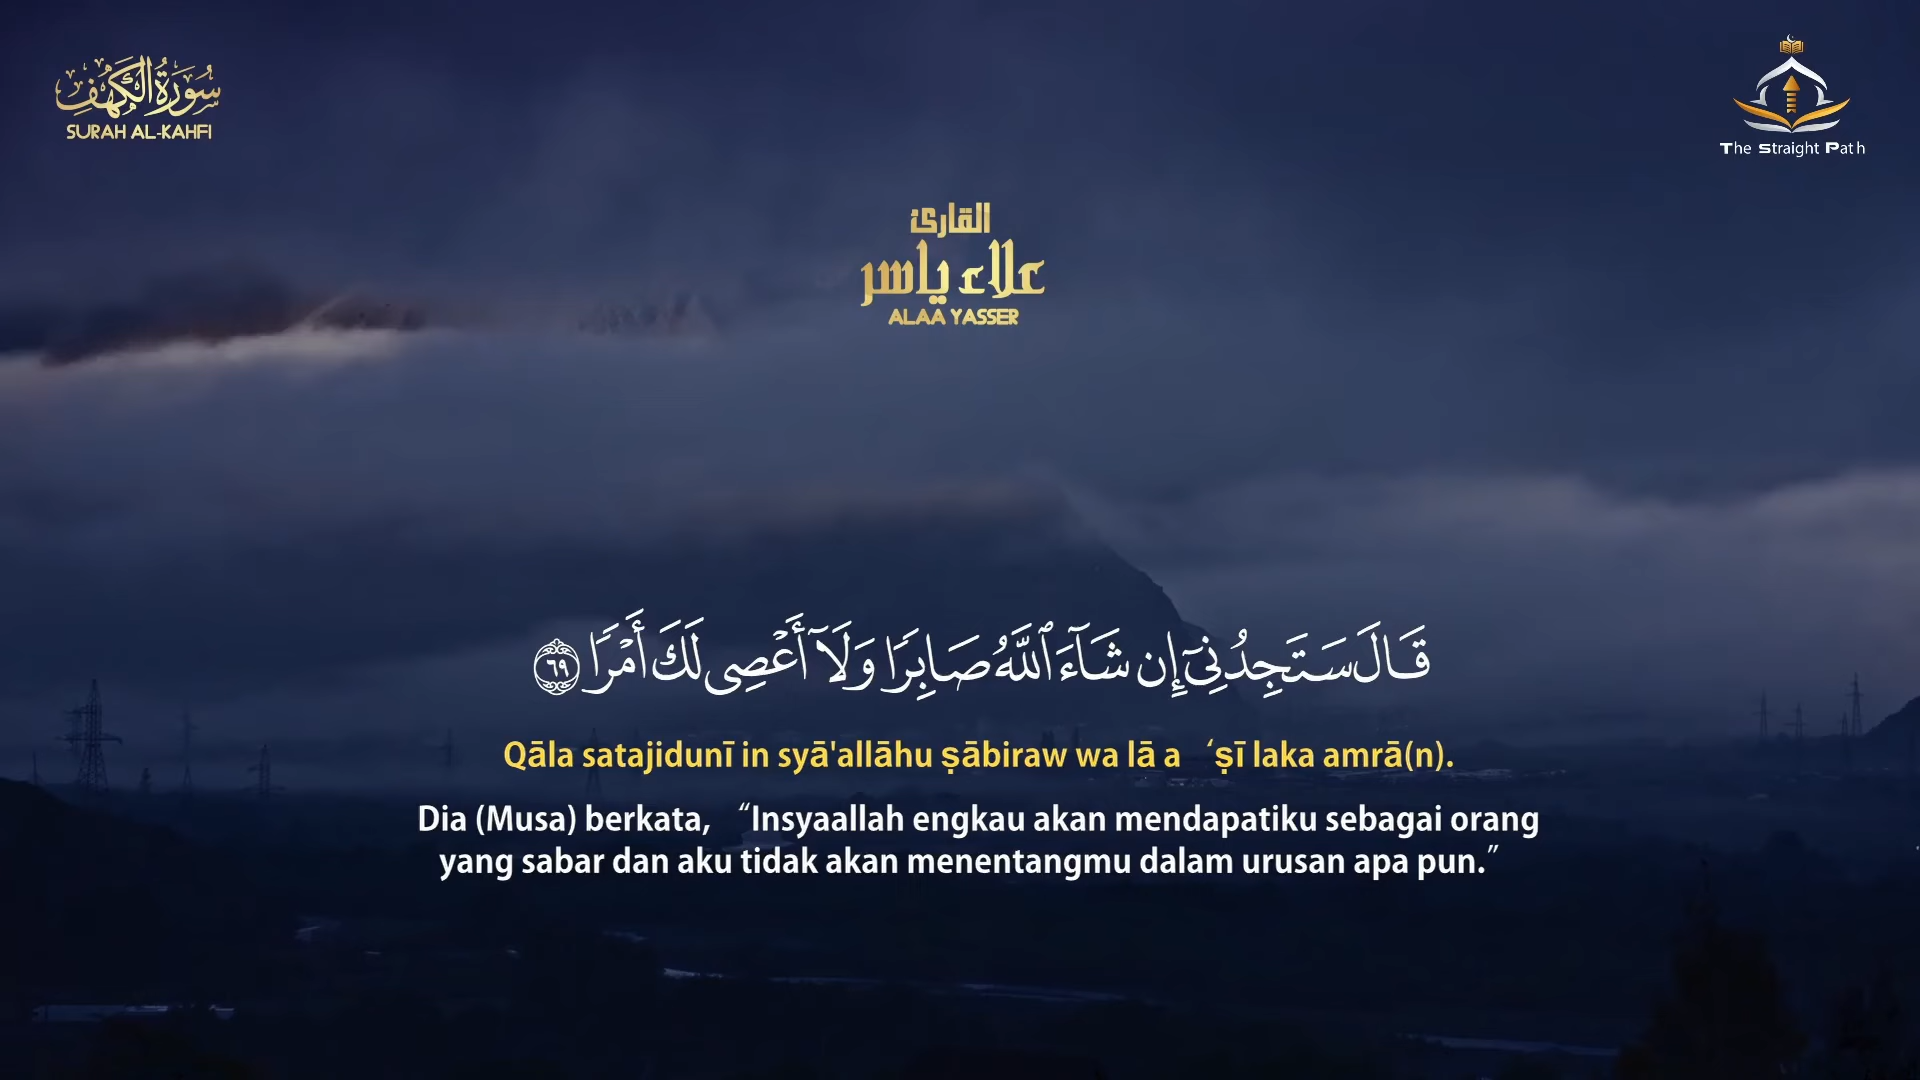 سُورَةُ الْكَهْفِ
SURAH AL-KAHFI
The Straight Path
القارئ
علاء ياسر
ALAA YASSER
قَالَ سَتَجِدُنِىٓ إِن شَآءَ ٱللَّهُ صَابِرًا وَلَآ أَعْصِى لَكَ أَمْرًا ٦٩
Qāla satajidunī in syā'allāhu ṣābiraw wa lā a ‘ṣī laka amrā(n).
Dia (Musa) berkata, “Insyaallah engkau akan mendapatiku sebagai orang
yang sabar dan aku tidak akan menentangmu dalam urusan apa pun.”